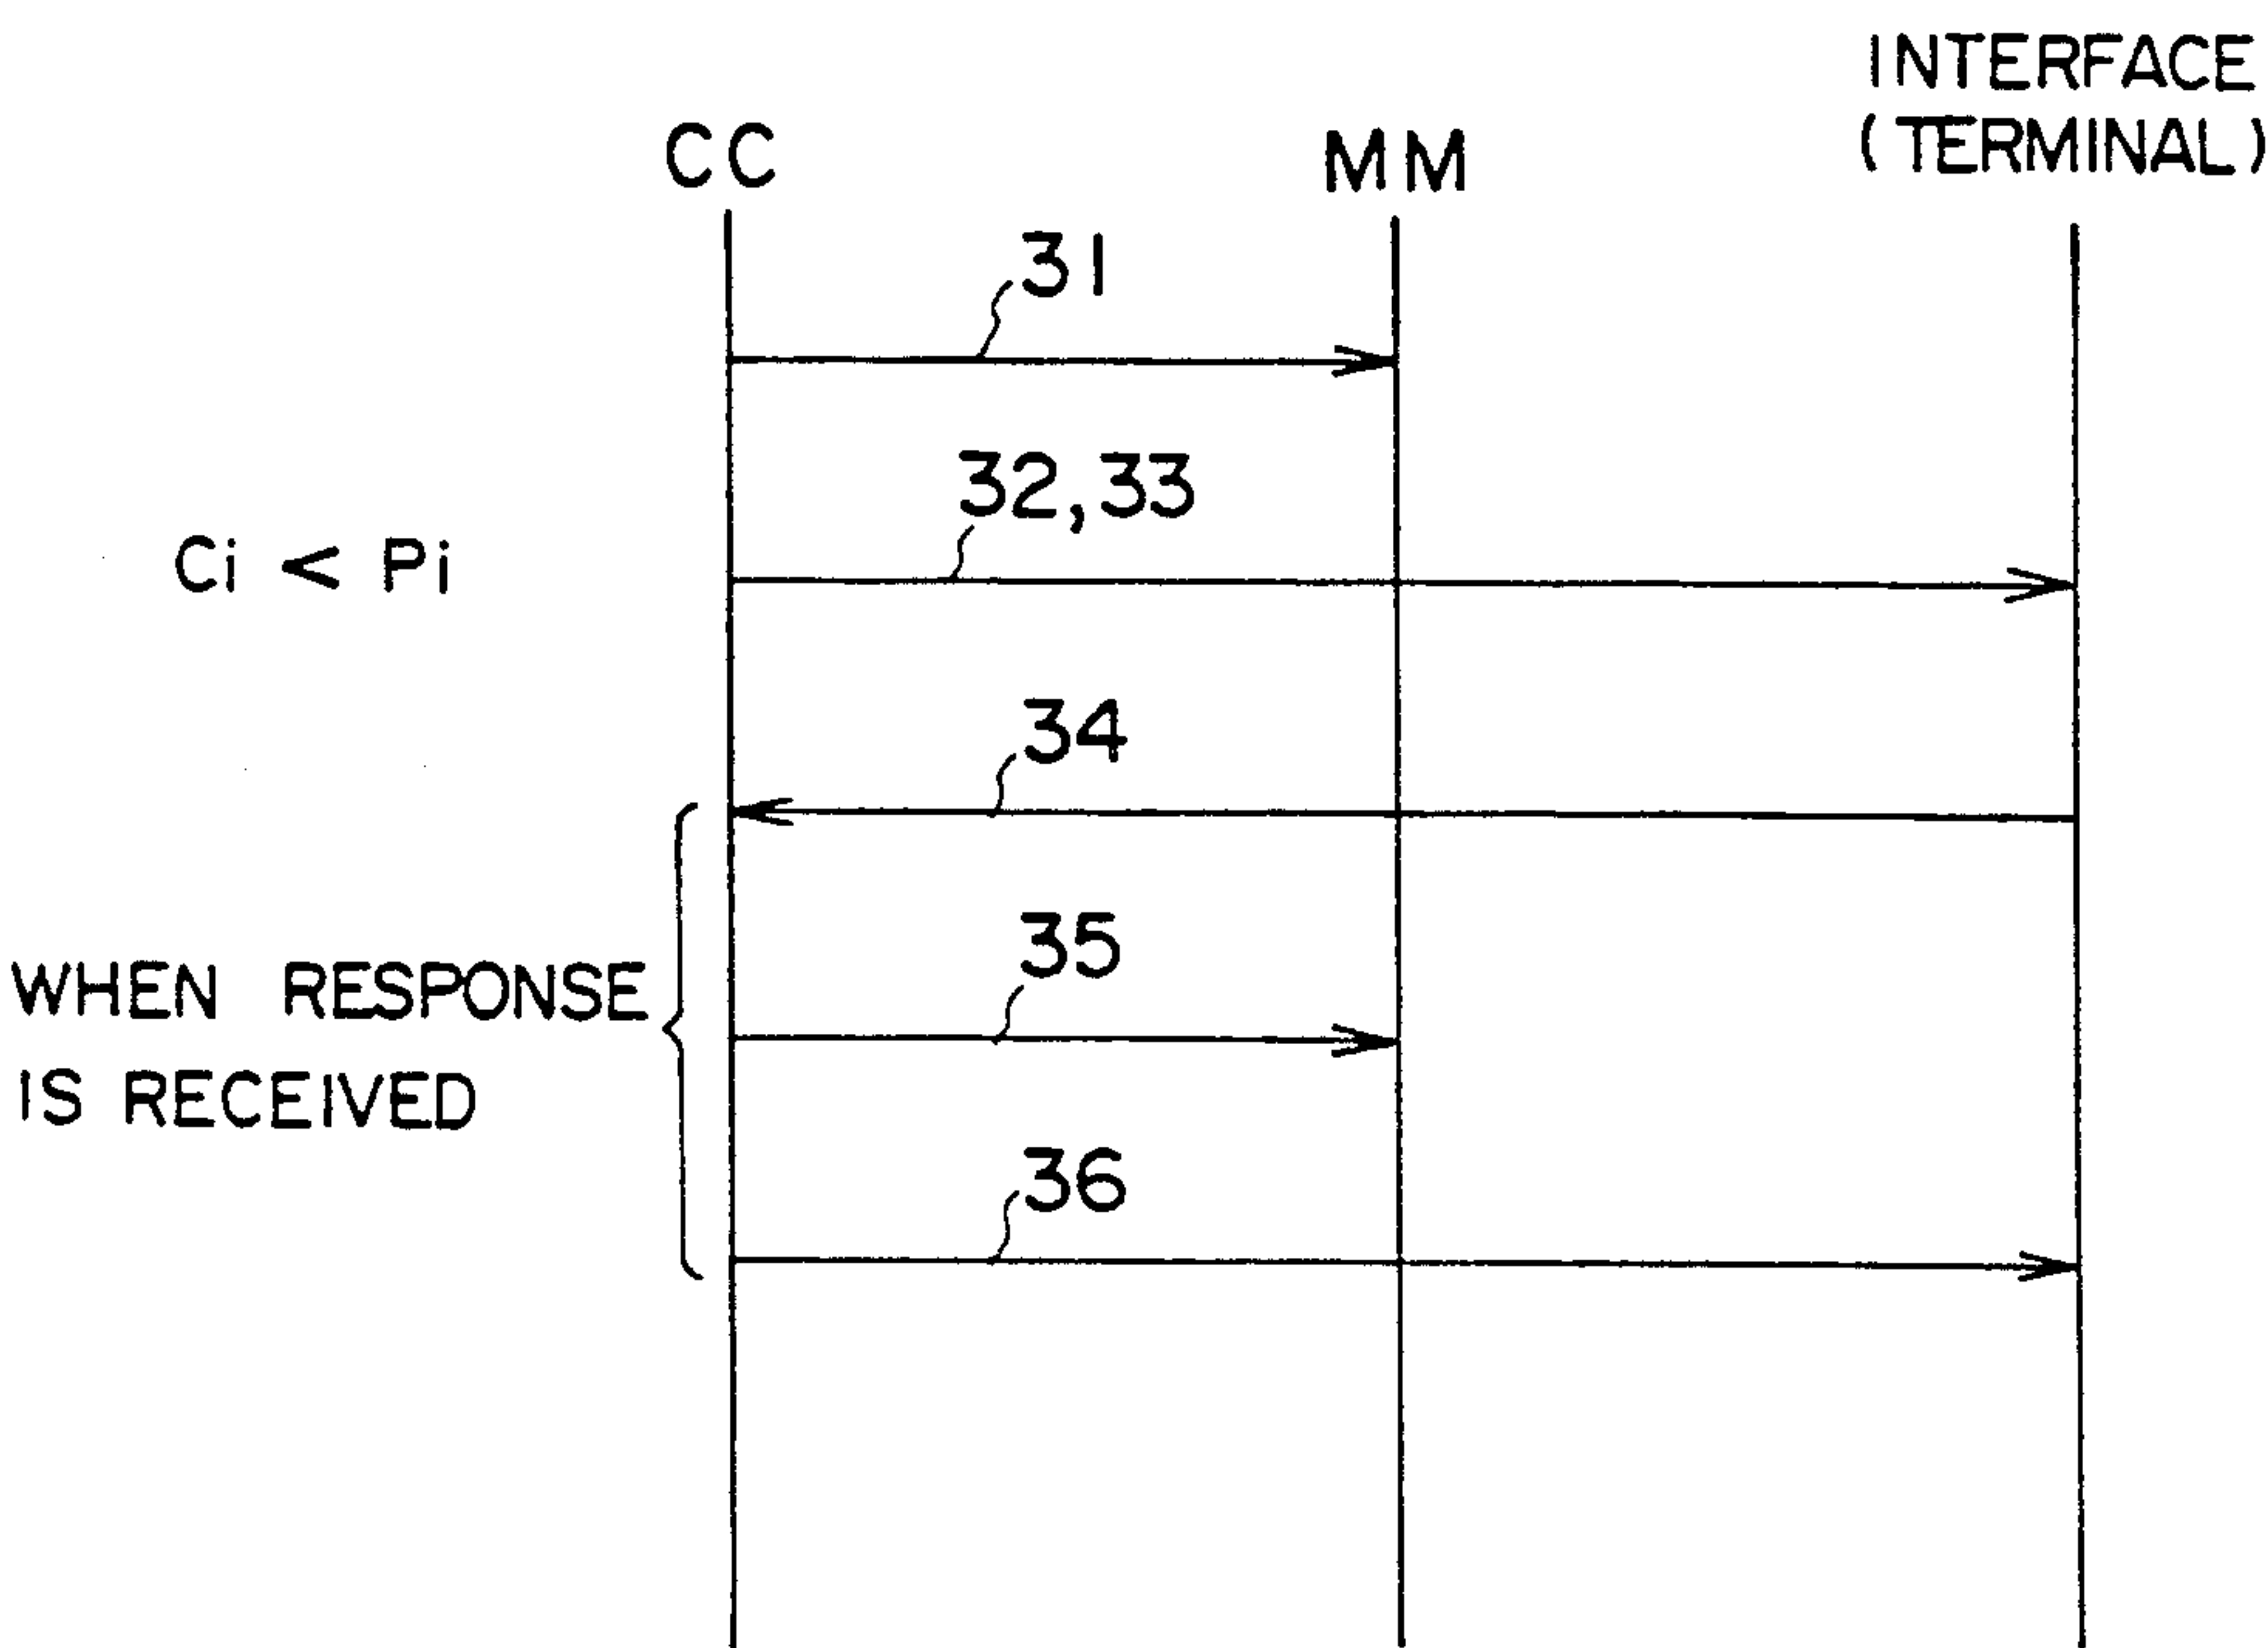 INTERFACE
(TERMINAL)
CC
MM
31
32,33
Ci < Pi
34
35
WHEN RESPONSE
IS RECEIVED
36